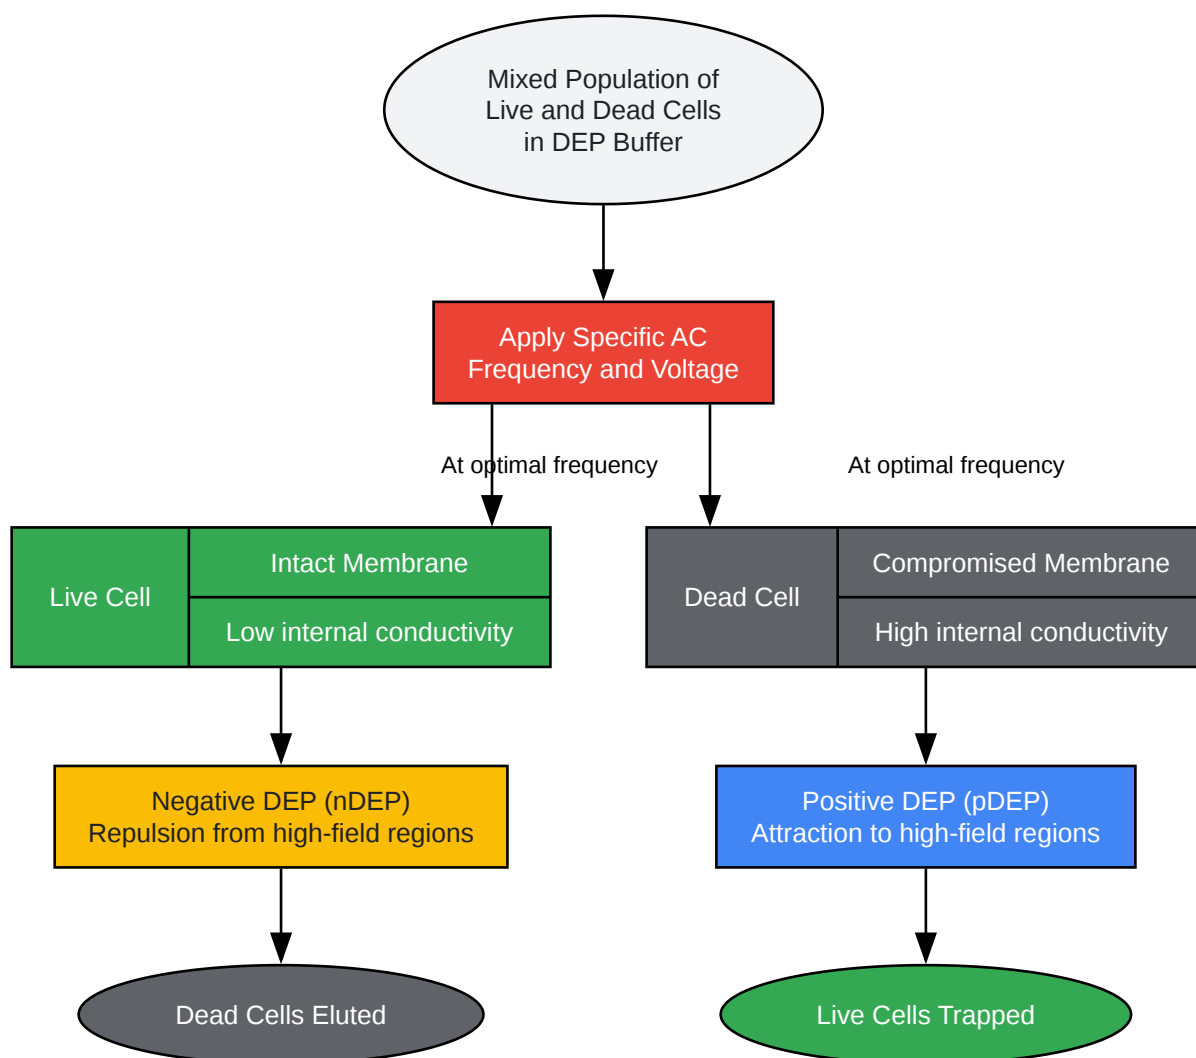 Mixed Population of
Live and Dead Cells
in DEP Buffer
Apply Specific AC
Frequency and Voltage
At optimal frequency
At optimal frequency
Live Cell
Intact Membrane
Low internal conductivity
Dead Cell
Compromised Membrane
High internal conductivity
Negative DEP (nDEP)
Repulsion from high-field regions
Positive DEP (pDEP)
Attraction to high-field regions
Dead Cells Eluted
Live Cells Trapped